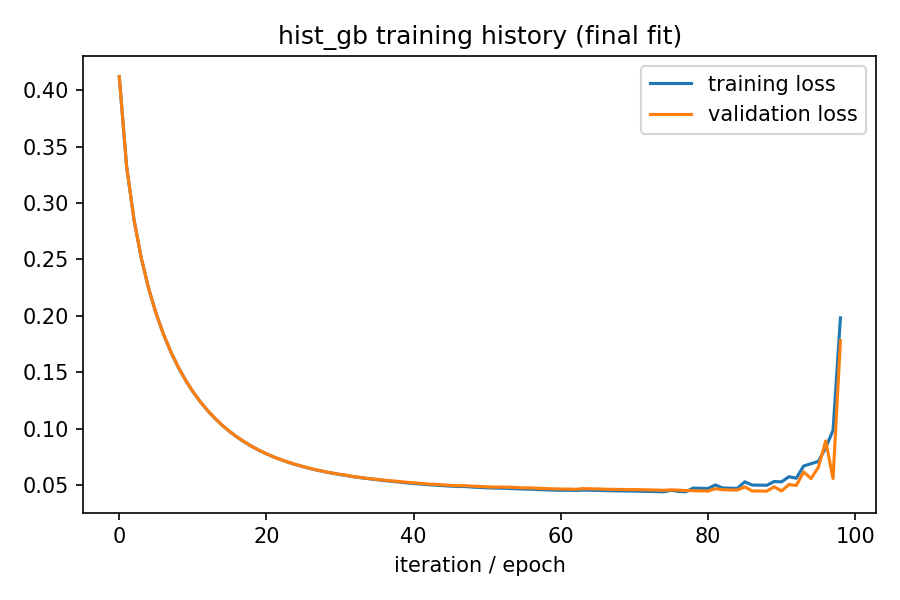 hist_gb training history (final fit)
training loss
validation loss
0.40
0.35
0.30
0.25
0.20
0.15
0.10
0.05
0 20 40 60 80 100
iteration / epoch